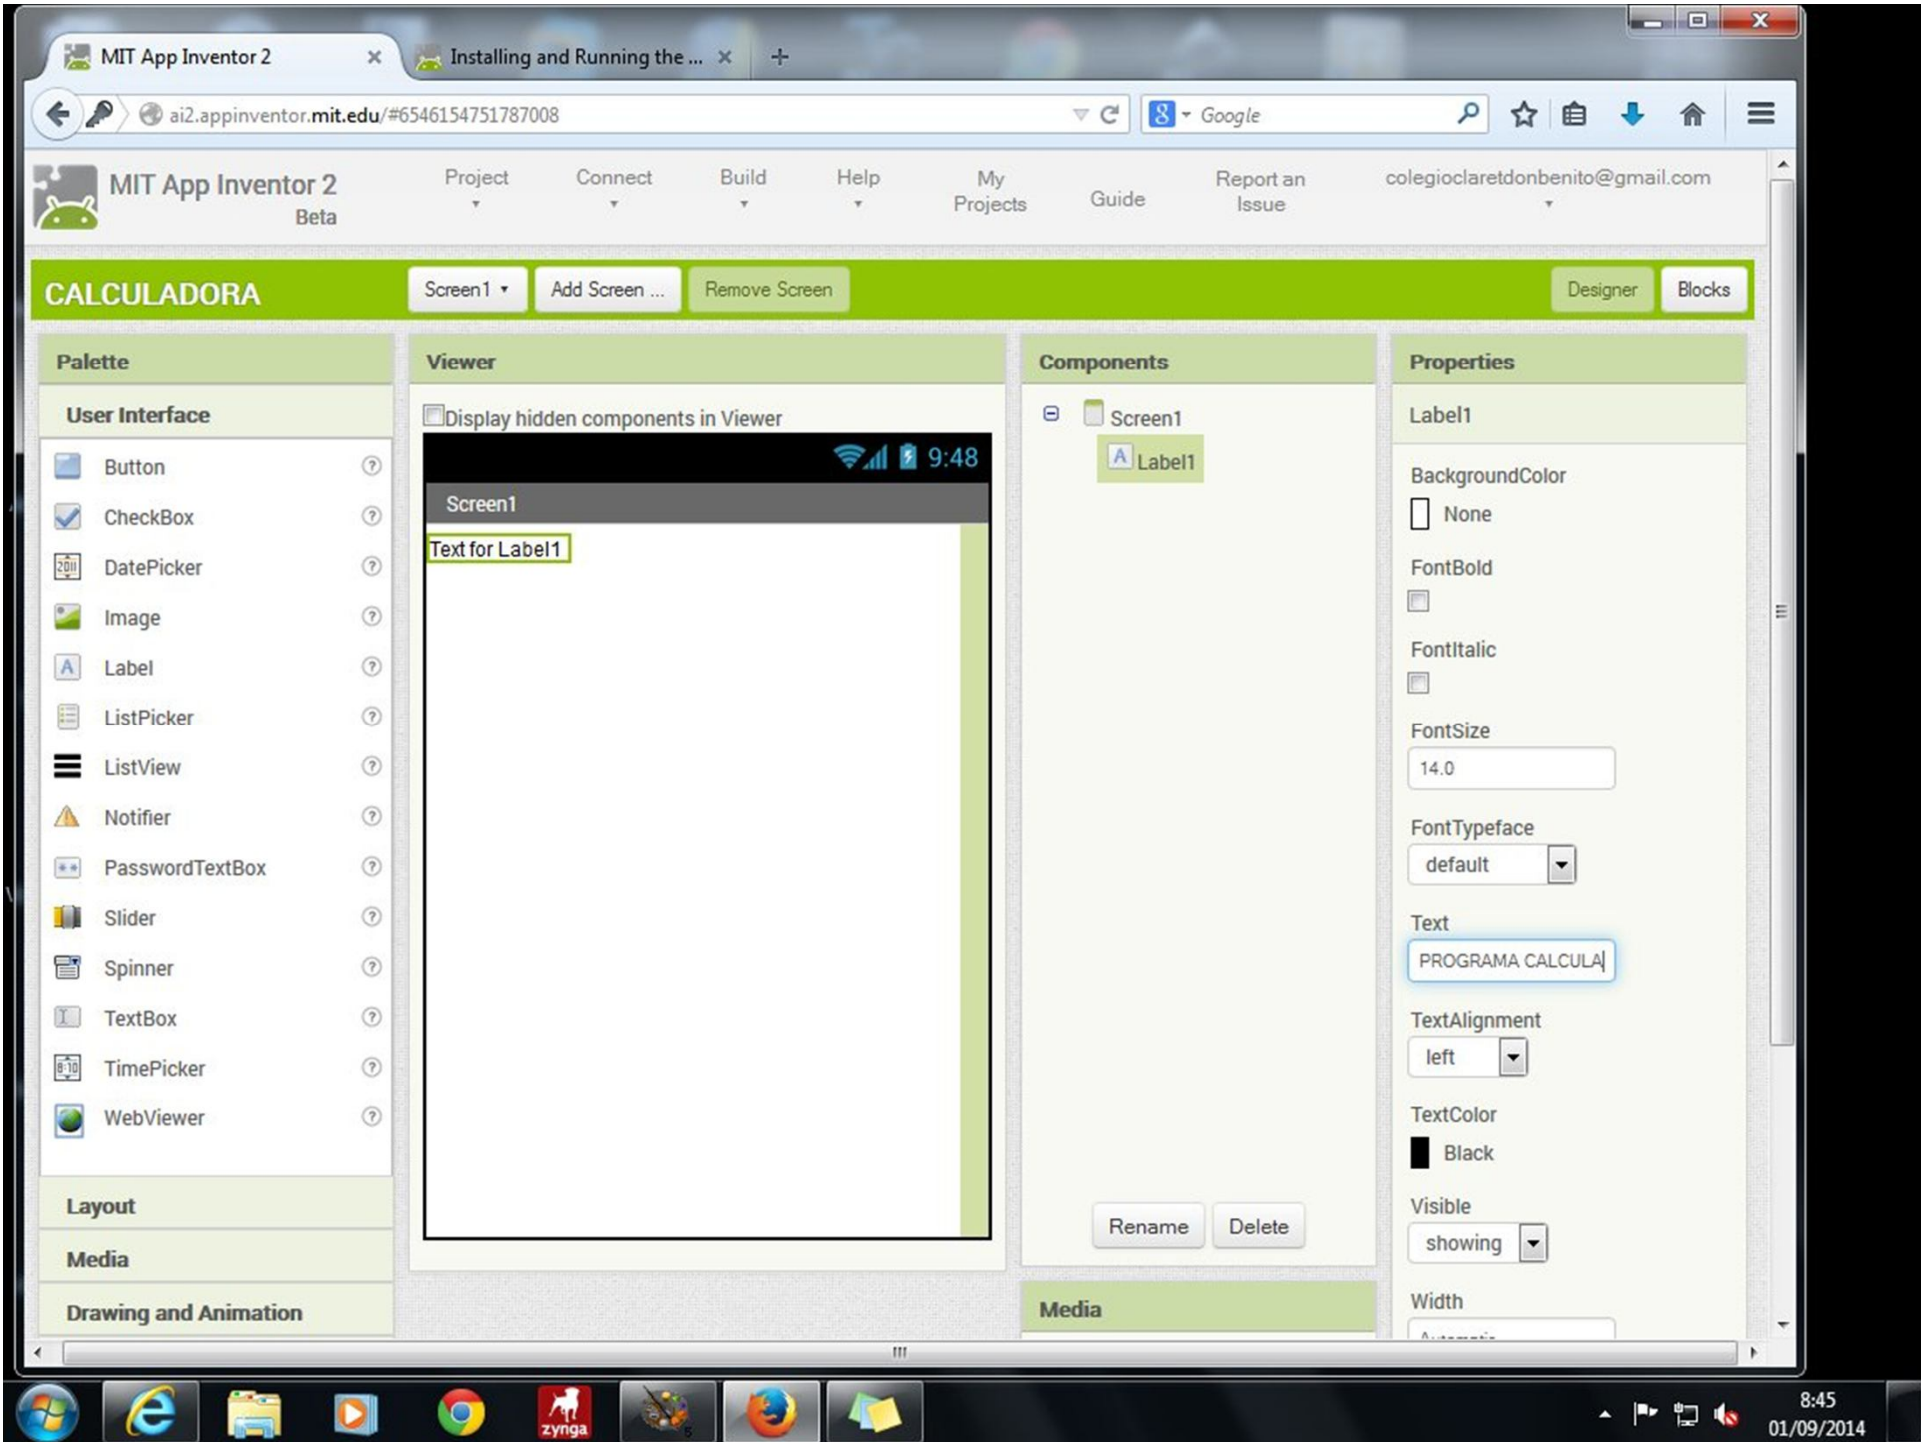 MIT App Inventor 2
Installing and Running the ...
ai2.appinventor.mit.edu/#6546154751787008
Google
MIT App Inventor 2
Beta
Project
Connect
Build
Help
My Projects
Guide
Report an Issue
colegioclaretdonbenito@gmail.com
CALCULADORA
Screen1
Add Screen ...
Remove Screen
Designer
Blocks
Palette
User Interface
Button
CheckBox
DatePicker
Image
Label
ListPicker
ListView
Notifier
PasswordTextBox
Slider
Spinner
TextBox
TimePicker
WebViewer
Layout
Media
Drawing and Animation
Viewer
Display hidden components in Viewer
9:48
Screen1
Text for Label1
Components
Screen1
Label1
Rename
Delete
Media
Properties
Label1
BackgroundColor
None
FontBold
FontItalic
FontSize
14.0
FontTypeface
default
Text
PROGRAMA CALCULA
TextAlignment
left
TextColor
Black
Visible
showing
Width
zynga
8:45
01/09/2014